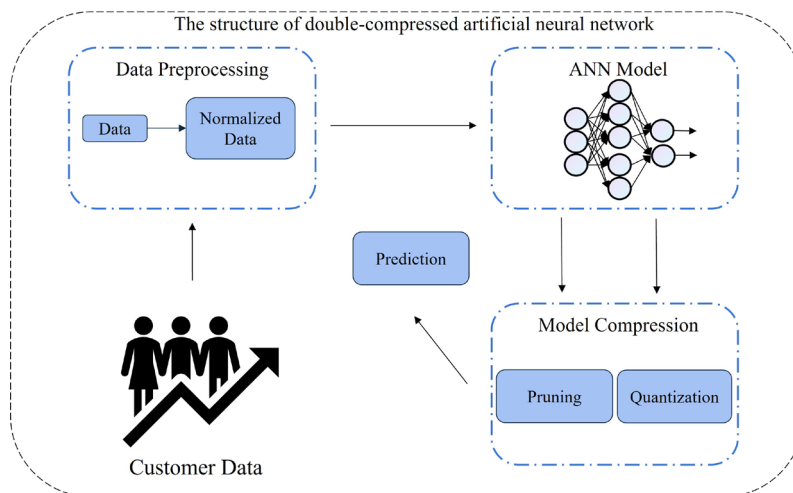 The structure of double-compressed artificial neural network
Data Preprocessing
Data
Normalized
Data
ANN Model
Prediction
Model Compression
Pruning
Quantization
Customer Data